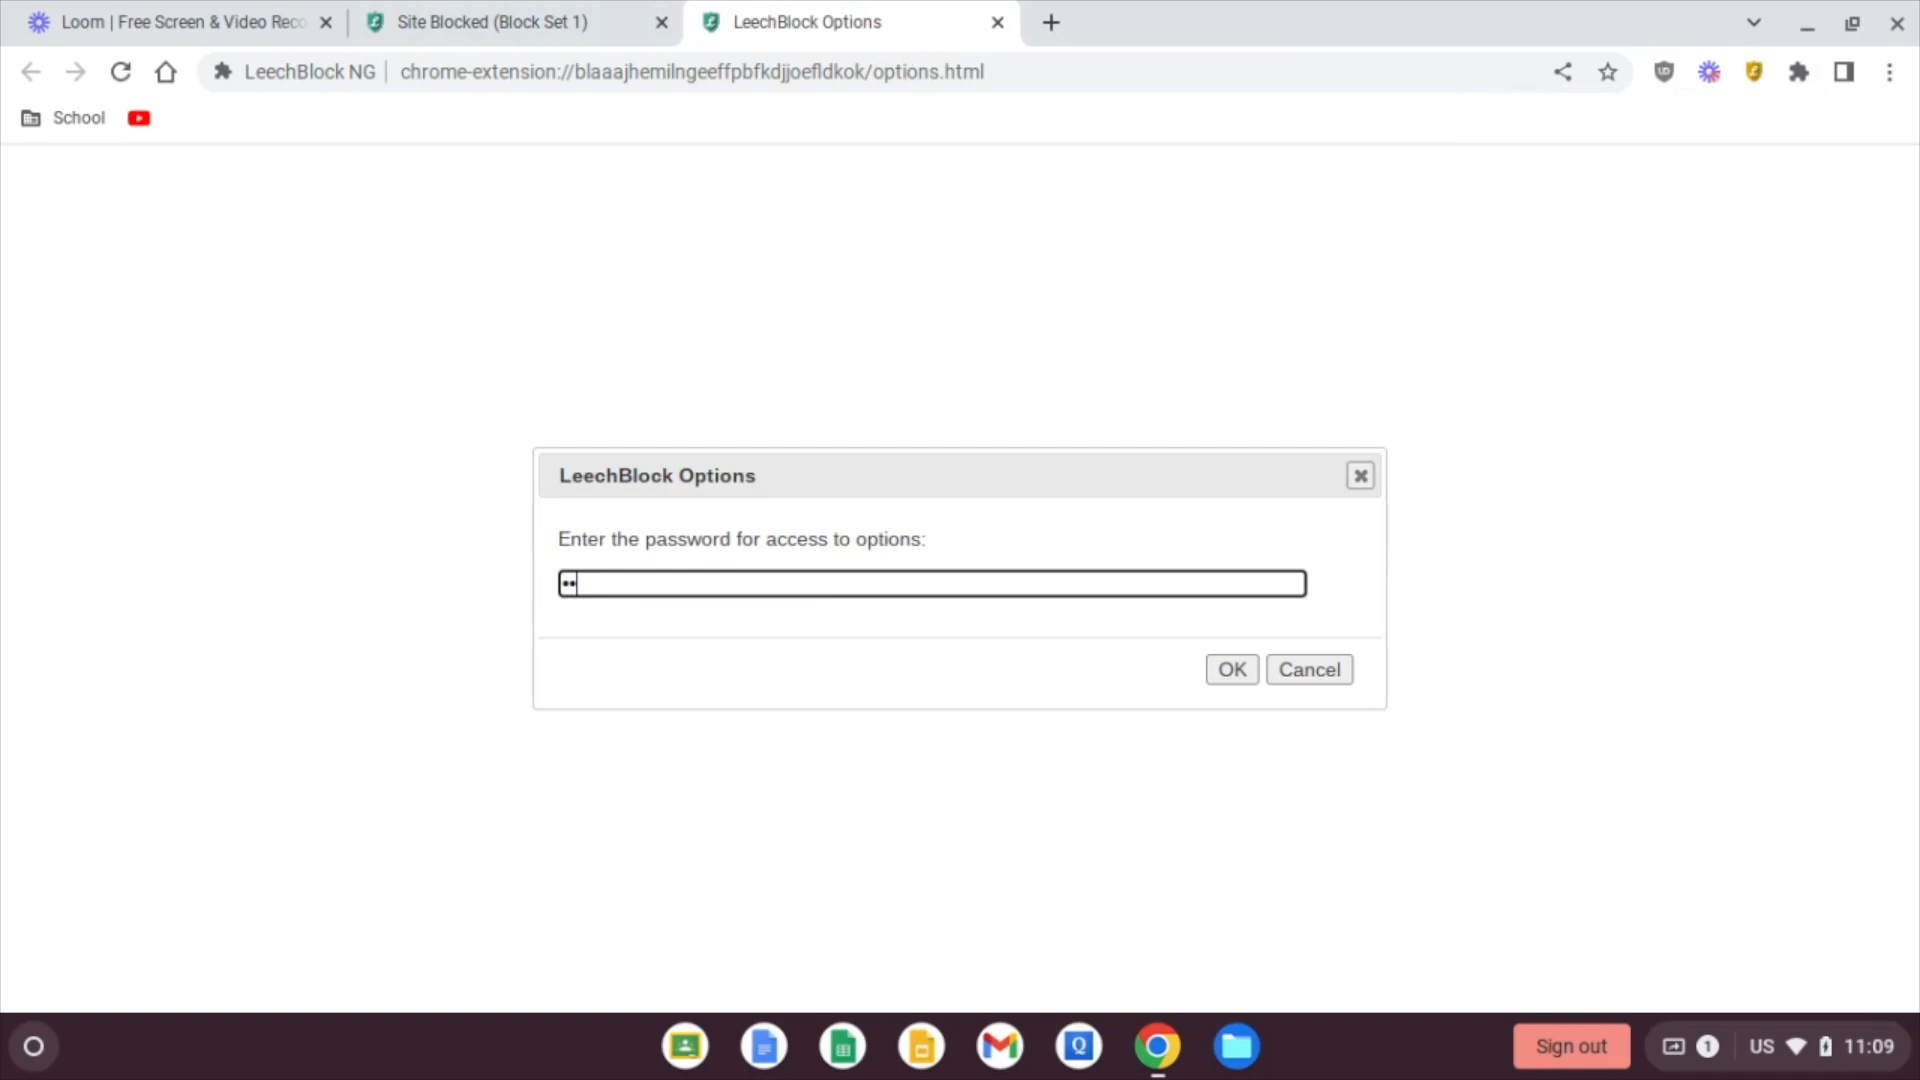 Loom | Free Screen & Video Reco
Site Blocked (Block Set 1)
LeechBlock Options
LeechBlock NG
chrome-extension://blaaajhemilngeeffpbfkdjjoefldkok/options.html
School
LeechBlock Options
Enter the password for access to options:
OK
Cancel
Sign out
1
US
11:09